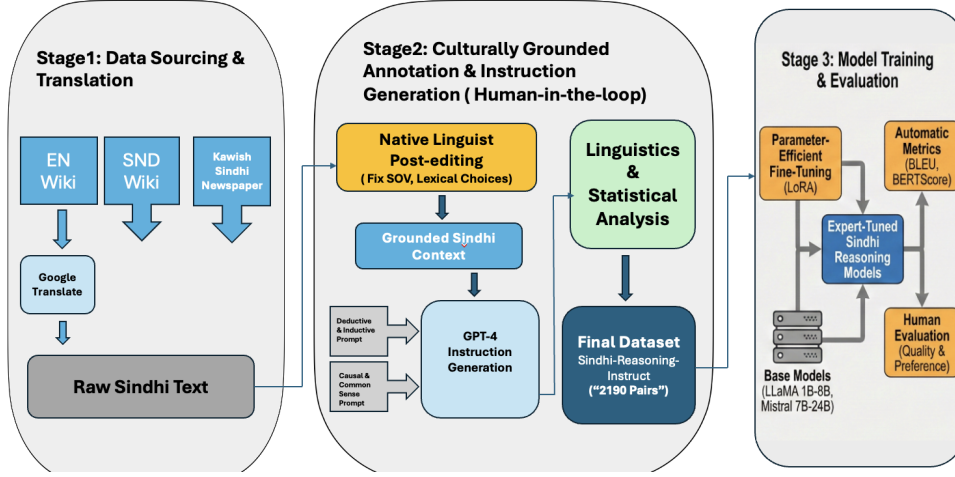 Stage1: Data Sourcing &
Translation
EN
Wiki
SND
Wiki
Kawish
Sindhi
Newspaper
Google
Translate
Raw Sindhi Text
Stage2: Culturally Grounded
Annotation & Instruction
Generation ( Human-in-the-loop)
Native Linguist
Post-editing
( Fix SOV, Lexical Choices)
Grounded Sindhi
Context
Deductive & Inductive
Prompt
Causal &
Common
Sense
Prompt
GPT-4
Instruction
Generation
Linguistics
&
Statistical
Analysis
Final Dataset
Sindhi-Reasoning-
Instruct
(“2190 Pairs”)
Stage 3: Model Training
& Evaluation
Parameter-
Efficient
Fine-Tuning
(LoRA)
Automatic
Metrics
(BLEU,
BERTScore)
Expert-Tuned
Sindhi
Reasoning
Models
Human
Evaluation
(Quality &
Preference)
Base Models
(LLaMA 1B-8B,
Mistral 7B-24B)